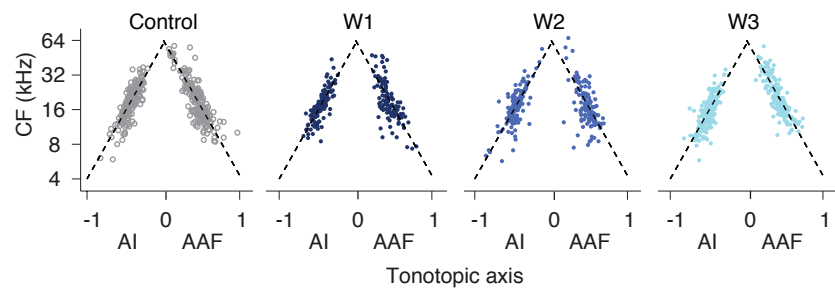 Control W1 W2 W3
CF (kHz)
64
32
16
8
4
-1 0 1 -1 0 1 -1 0 1 -1 0 1
AI AAF AI AAF AI AAF AI AAF
Tonotopic axis